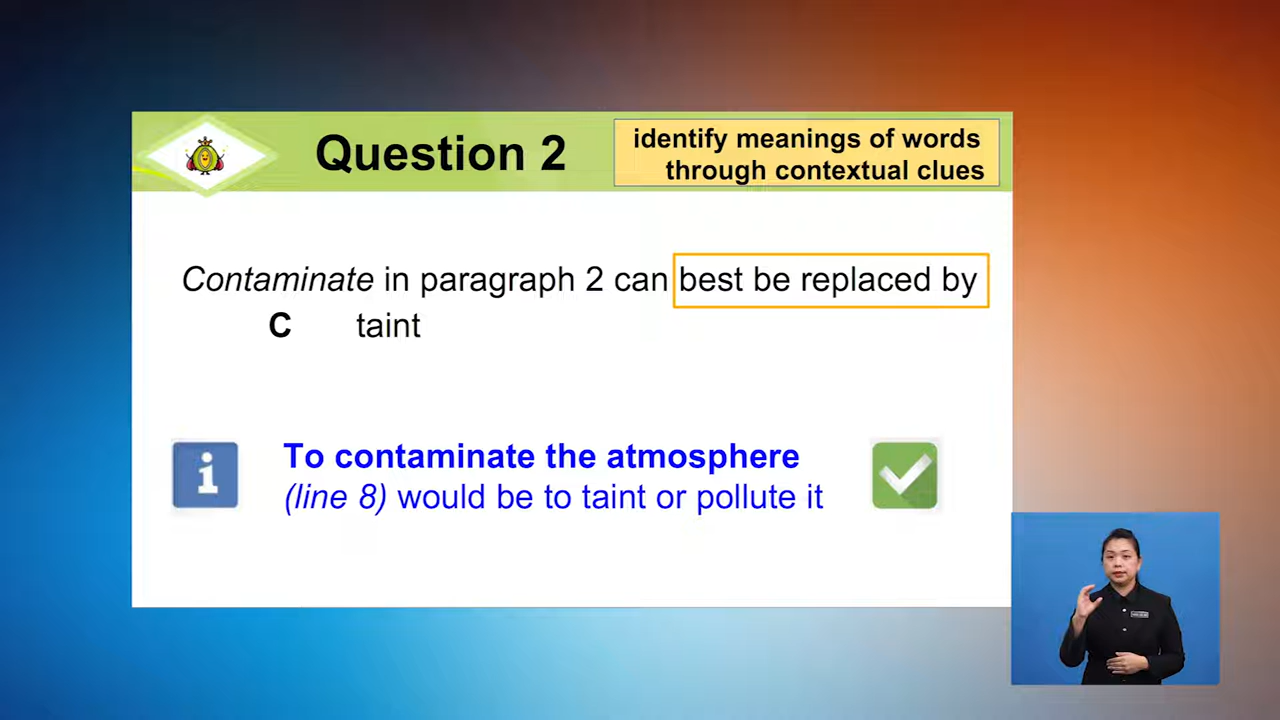 Question 2
identify meanings of words
through contextual clues
Contaminate in paragraph 2 can best be replaced by
C taint
To contaminate the atmosphere
(line 8) would be to taint or pollute it